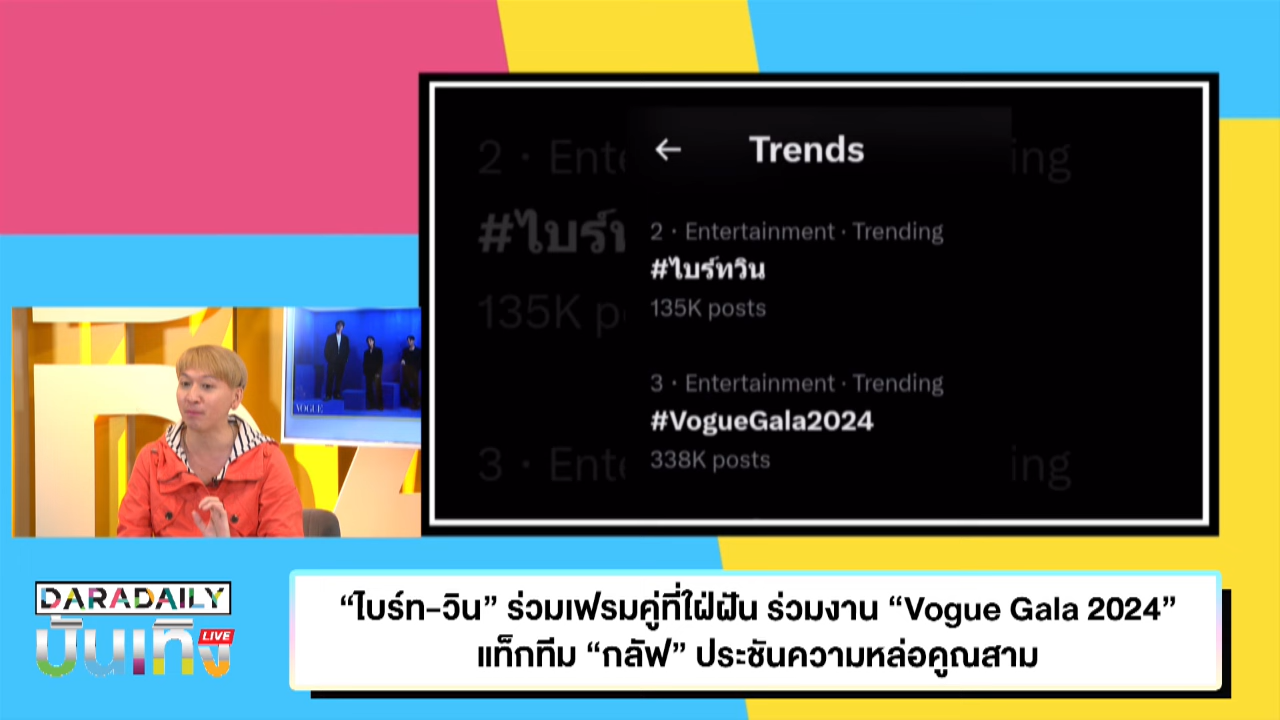 Trends
2 · Entertainment · Trending
#ไบร์ทวิน
135K posts
3 · Entertainment · Trending
#VogueGala2024
338K posts
VOGUE
DARADAILY
บันเทิง LIVE
“ไบร์ท-วิน” ร่วมเฟรมคู่ที่ใฝ่ฝัน ร่วมงาน “Vogue Gala 2024”
แท็กทีม “กลัฟ” ประชันความหล่อคูณสาม